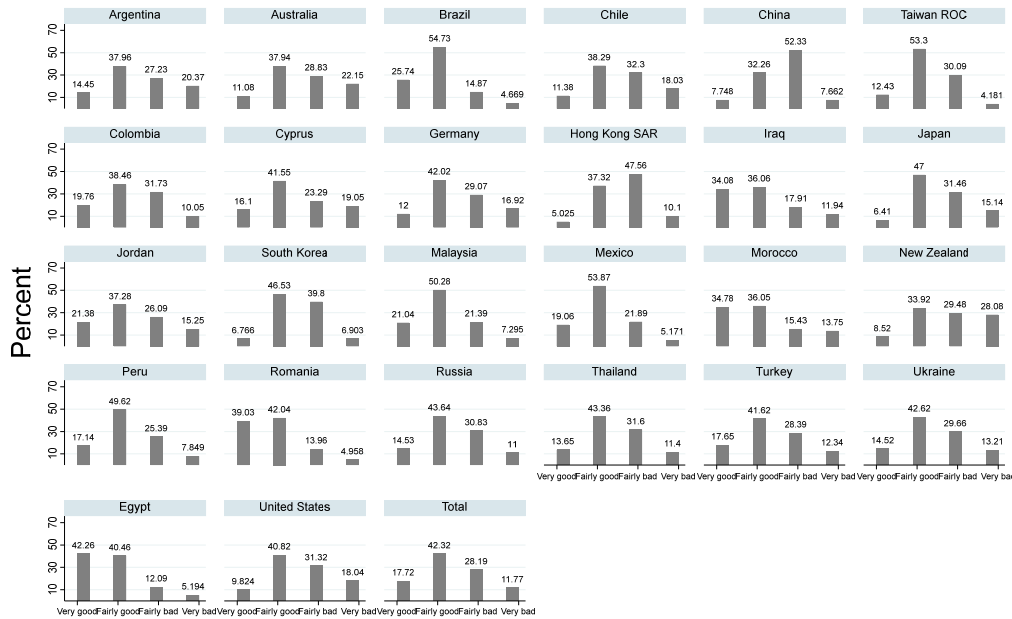 Percent
Argentina Australia Brazil Chile China Taiwan ROC
70 50 30 10
14.45 37.96 27.23 20.37
11.08 37.94 28.83 22.15
25.74 54.73 14.87 4.669
11.38 38.29 32.3 18.03
7.748 32.26 52.33 7.662
12.43 53.3 30.09 4.181
Colombia Cyprus Germany Hong Kong SAR Iraq Japan
70 50 30 10
19.76 38.46 31.73 10.05
16.1 41.55 23.29 19.05
12 42.02 29.07 16.92
5.025 37.32 47.56 10.1
34.08 36.06 17.91 11.94
6.41 47 31.46 15.14
Jordan South Korea Malaysia Mexico Morocco New Zealand
70 50 30 10
21.38 37.28 26.09 15.25
6.766 46.53 39.8 6.903
21.04 50.28 21.39 7.295
19.06 53.87 21.89 5.171
34.78 36.05 15.43 13.75
8.52 33.92 29.48 28.08
Peru Romania Russia Thailand Turkey Ukraine
70 50 30 10
17.14 49.62 25.39 7.849
39.03 42.04 13.96 4.958
14.53 43.64 30.83 11
13.65 43.36 31.6 11.4
17.65 41.62 28.39 12.34
14.52 42.62 29.66 13.21
Very good Fairly good Fairly bad Very bad Very good Fairly good Fairly bad Very bad Very good Fairly good Fairly bad Very bad
Egypt United States Total
70 50 30 10
42.26 40.46 12.09 5.194
9.824 40.82 31.32 18.04
17.72 42.32 28.19 11.77
Very good Fairly good Fairly bad Very bad Very good Fairly good Fairly bad Very bad Very good Fairly good Fairly bad Very bad